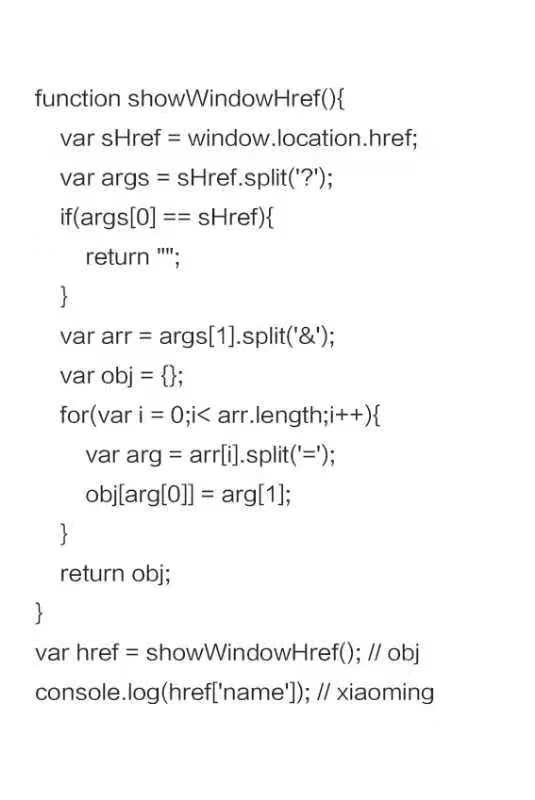 function showWindowHref(){
var sHref = window.location.href;
var args = sHref.split('?');
if(args[0] == sHref){
return "";
}
var arr = args[1].split('&');
var obj = {};
for(var i = 0;i< arr.length;i++){
var arg = arr[i].split('=');
obj[arg[0]] = arg[1];
}
return obj;
}
var href = showWindowHref(); // obj
console.log(href['name']); // xiaoming